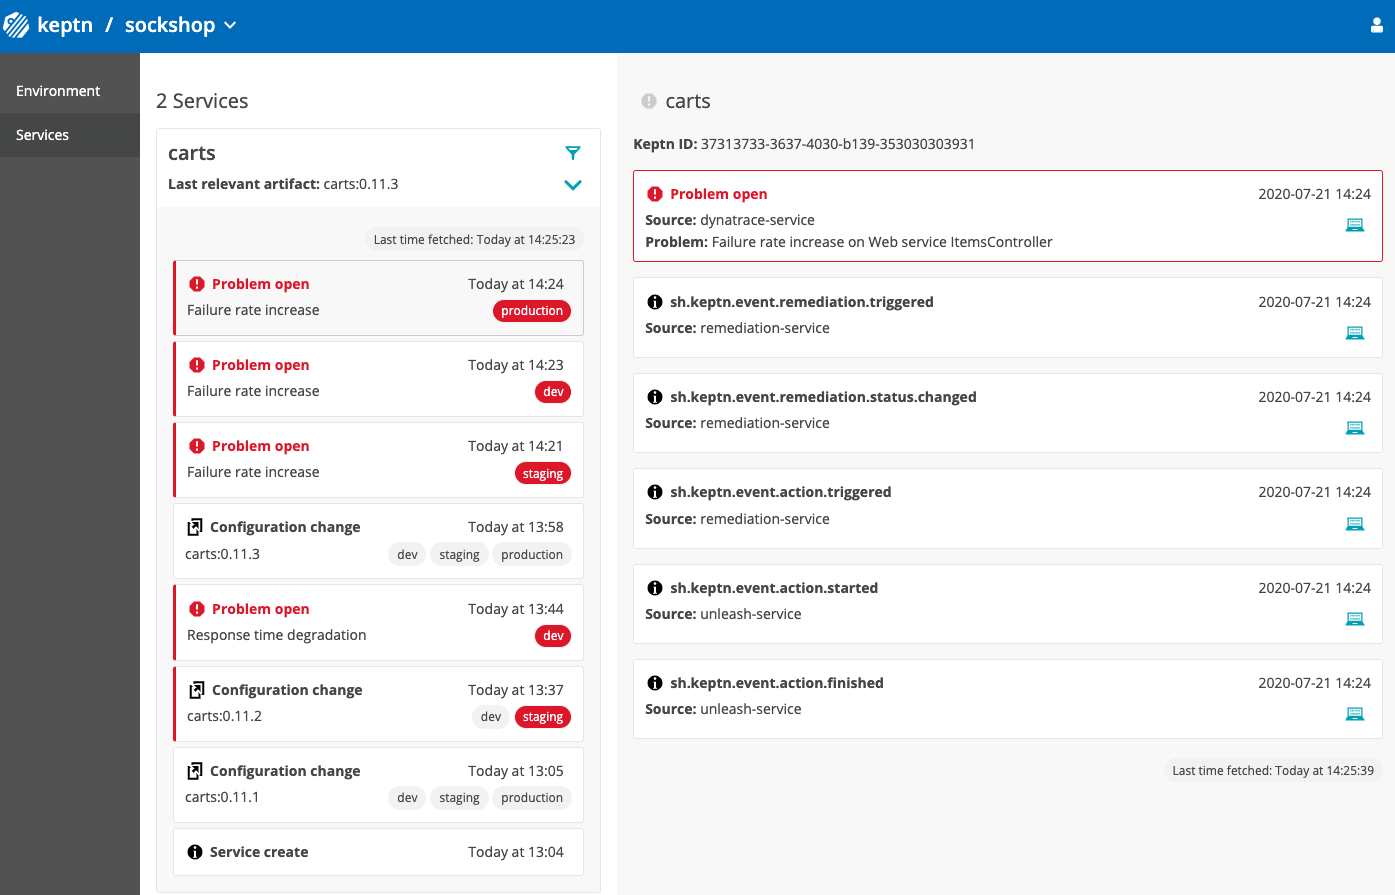 keptn / sockshop
Environment
Services
2 Services
carts
Last relevant artifact: carts:0.11.3
Last time fetched: Today at 14:25:23
Problem open Today at 14:24
Failure rate increase production
Problem open Today at 14:23
Failure rate increase dev
Problem open Today at 14:21
Failure rate increase staging
Configuration change Today at 13:58
carts:0.11.3 dev staging production
Problem open Today at 13:44
Response time degradation dev
Configuration change Today at 13:37
carts:0.11.2 dev staging
Configuration change Today at 13:05
carts:0.11.1 dev staging production
Service create Today at 13:04
carts
Keptn ID: 37313733-3637-4030-b139-353030303931
Problem open 2020-07-21 14:24
Source: dynatrace-service
Problem: Failure rate increase on Web service ItemsController
sh.keptn.event.remediation.triggered 2020-07-21 14:24
Source: remediation-service
sh.keptn.event.remediation.status.changed 2020-07-21 14:24
Source: remediation-service
sh.keptn.event.action.triggered 2020-07-21 14:24
Source: remediation-service
sh.keptn.event.action.started 2020-07-21 14:24
Source: unleash-service
sh.keptn.event.action.finished 2020-07-21 14:24
Source: unleash-service
Last time fetched: Today at 14:25:39